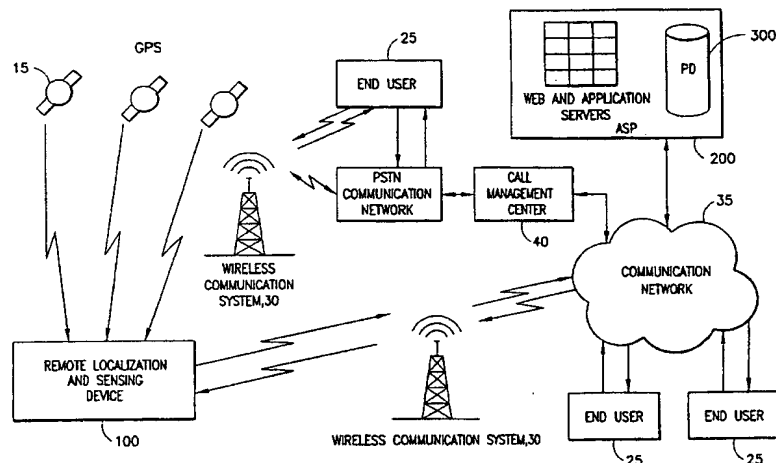 GPS
15
25
END USER
WEB AND APPLICATION
SERVERS
ASP
PD
300
200
PSTN
COMMUNICATION
NETWORK
CALL
MANAGEMENT
CENTER
40
35
COMMUNICATION
NETWORK
WIRELESS
COMMUNICATION
SYSTEM,30
REMOTE LOCALIZATION
AND SENSING
DEVICE
100
WIRELESS COMMUNICATION SYSTEM,30
END USER
25
END USER
25